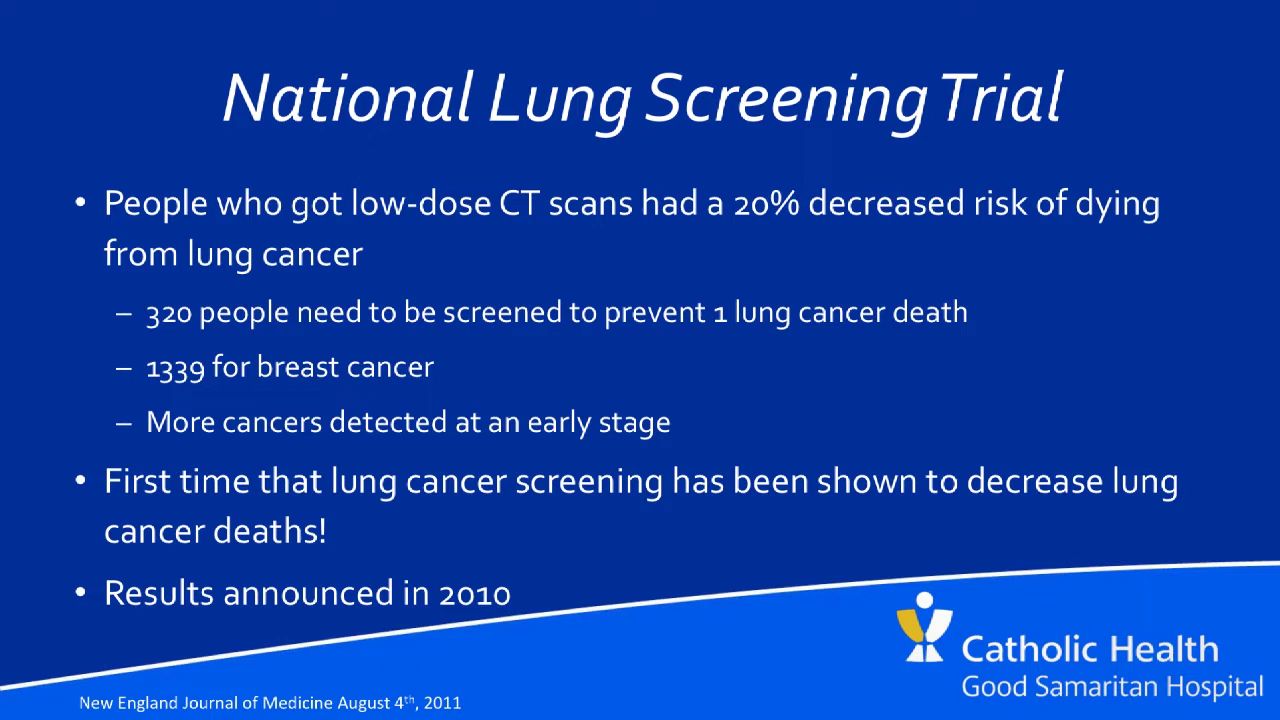 National Lung Screening Trial
• People who got low-dose CT scans had a 20% decreased risk of dying
from lung cancer
– 320 people need to be screened to prevent 1 lung cancer death
– 1339 for breast cancer
– More cancers detected at an early stage
• First time that lung cancer screening has been shown to decrease lung
cancer deaths!
• Results announced in 2010
Catholic Health
Good Samaritan Hospital
New England Journal of Medicine August 4th, 2011